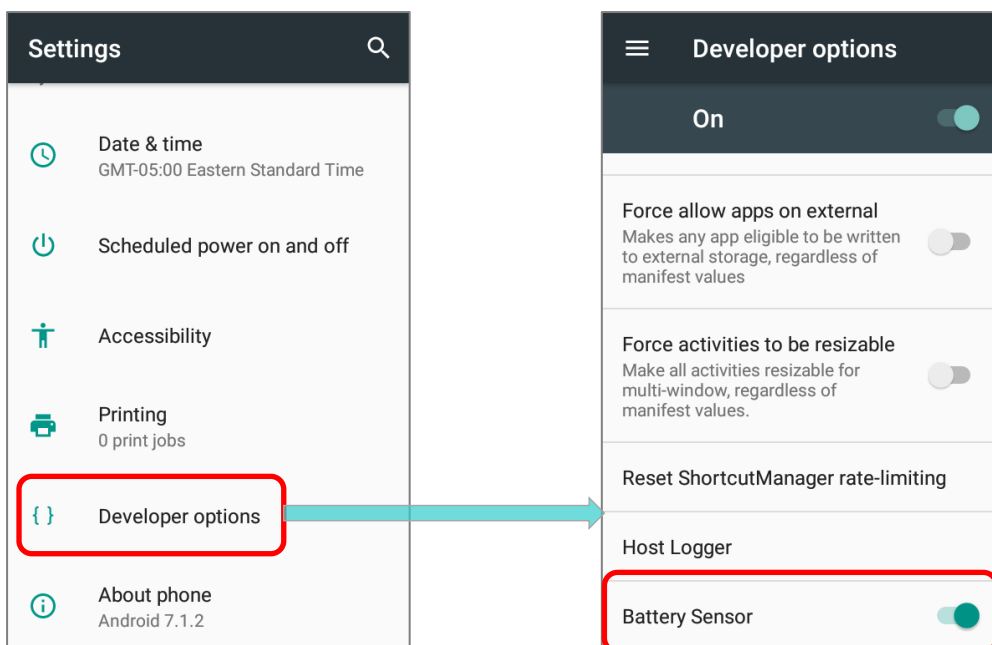 Settings
Date & time
GMT-05:00 Eastern Standard Time
Scheduled power on and off
Accessibility
Printing
0 print jobs
{ } Developer options
About phone
Android 7.1.2
Developer options
On
Force allow apps on external
Makes any app eligible to be written
to external storage, regardless of
manifest values
Force activities to be resizable
Make all activities resizable for
multi-window, regardless of
manifest values.
Reset ShortcutManager rate-limiting
Host Logger
Battery Sensor